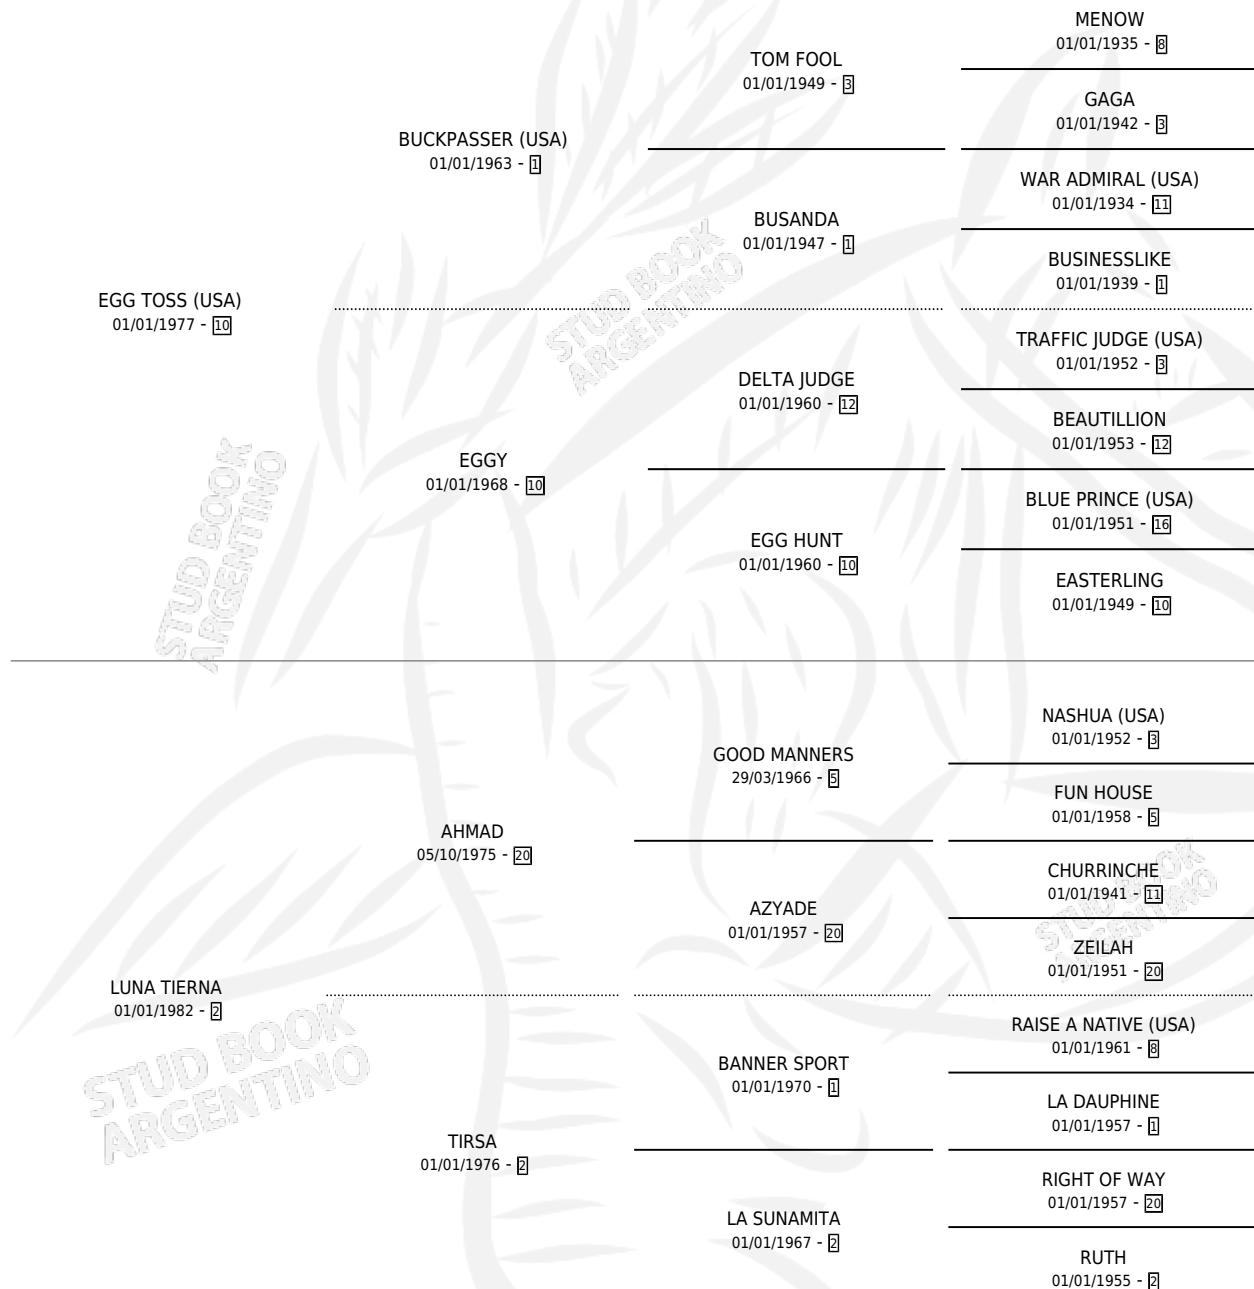 MENOW
01/01/1935 - 8
TOM FOOL
01/01/1949 - 3
GAGA
01/01/1942 - 3
BUCKPASSER (USA)
01/01/1963 - 1
WAR ADMIRAL (USA)
01/01/1934 - 11
BUSANDA
01/01/1947 - 1
BUSINESSLIKE
01/01/1939 - 1
EGG TOSS (USA)
01/01/1977 - 10
TRAFFIC JUDGE (USA)
01/01/1952 - 3
DELTA JUDGE
01/01/1960 - 12
BEAUTILLION
01/01/1953 - 12
EGGY
01/01/1968 - 10
BLUE PRINCE (USA)
01/01/1951 - 16
EGG HUNT
01/01/1960 - 10
EASTERLING
01/01/1949 - 10
NASHUA (USA)
01/01/1952 - 3
GOOD MANNERS
29/03/1966 - 5
FUN HOUSE
01/01/1958 - 5
AHMAD
05/10/1975 - 20
CHURRINCHE
01/01/1941 - 11
AZYADE
01/01/1957 - 20
ZEILAH
01/01/1951 - 20
LUNA TIERNA
01/01/1982 - 2
RAISE A NATIVE (USA)
01/01/1961 - 8
BANNER SPORT
01/01/1970 - 1
LA DAUPHINE
01/01/1957 - 1
TIRSA
01/01/1976 - 2
RIGHT OF WAY
01/01/1957 - 20
LA SUNAMITA
01/01/1967 - 2
RUTH
01/01/1955 - 2
STUD BOOK
ARGENTINO
STUD BOOK
ARGENTINO
STUD BOOK
ARGENTINO
STUD BOOK
ARGENTINO